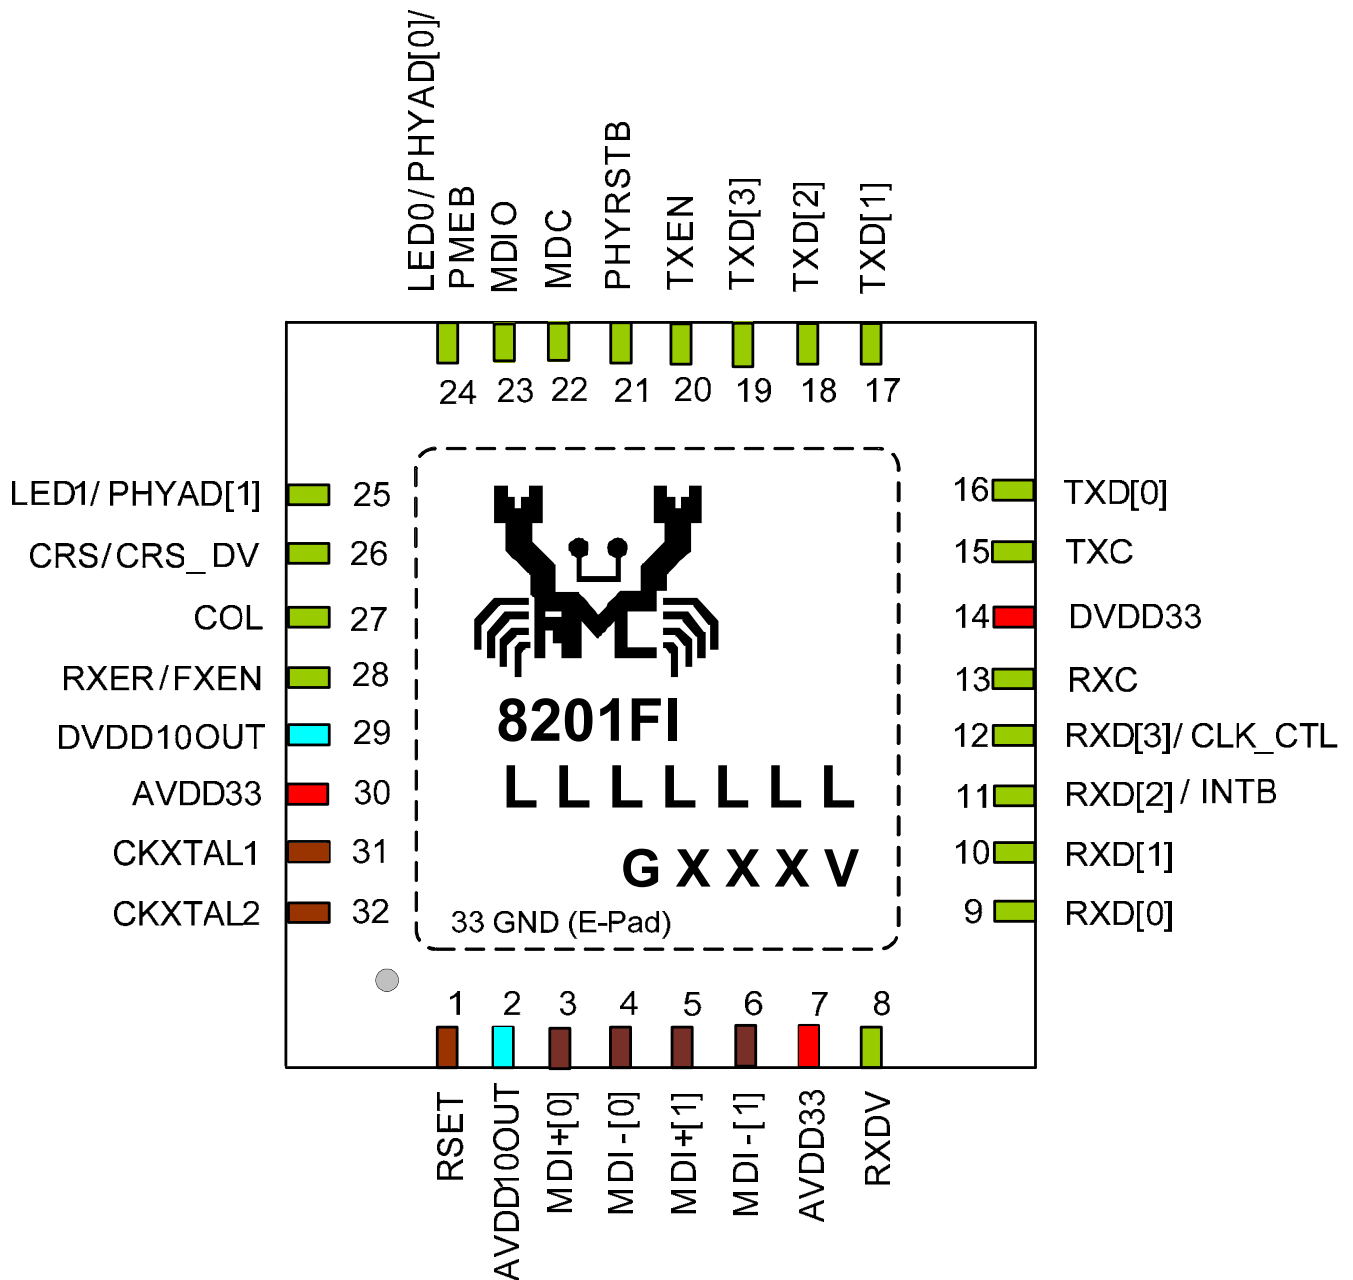 LED0/PHYAD[0]/
PMEB
MDIO
MDC
PHYRSTB
TXEN
TXD[3]
TXD[2]
TXD[1]
24 23 22 21 20 19 18 17
LED1/PHYAD[1] 25
CRS/CRS_DV 26
COL 27
RXER/FXEN 28
DVDD10OUT 29
AVDD33 30
CKXTAL1 31
CKXTAL2 32
8201FI
LLLLLLL
GXXXV
33 GND (E-Pad)
16 TXD[0]
15 TXC
14 DVDD33
13 RXC
12 RXD[3]/CLK_CTL
11 RXD[2]/INTB
10 RXD[1]
9 RXD[0]
1 2 3 4 5 6 7 8
RSET
AVDD10OUT
MDI+[0]
MDI-[0]
MDI+[1]
MDI-[1]
AVDD33
RXDV